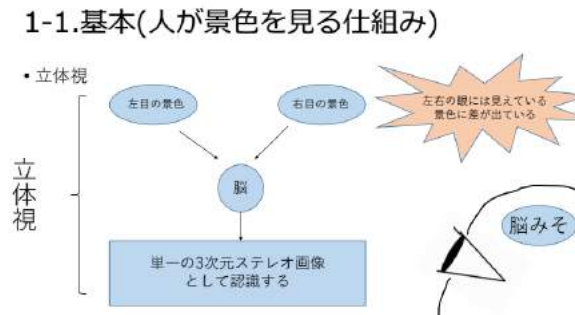 1-1.基本(人が景色を見る仕組み)
• 立体視
左目の景色
右目の景色
左右の眼には見えている
景色に差が出ている
立体視
脳
脳みそ
単一の3次元ステレオ画像
として認識する